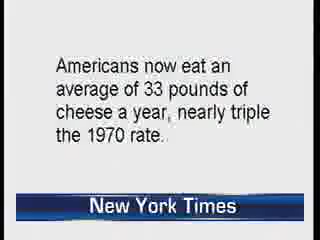 Americans now eat an
average of 33 pounds of
cheese a year, nearly triple
the 1970 rate.
New York Times